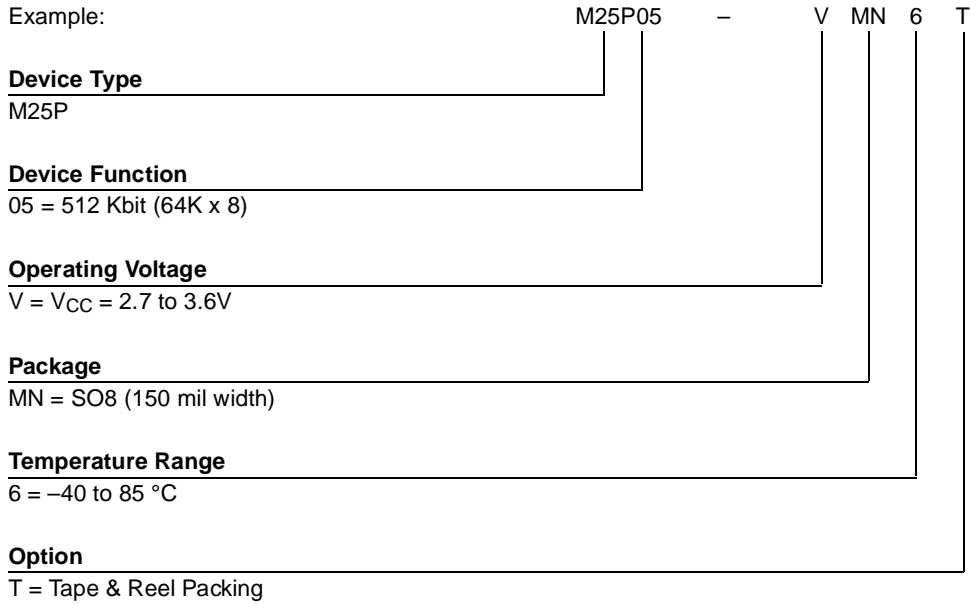 Example: M25P05 – V MN 6 T
Device Type
M25P
Device Function
05 = 512 Kbit (64K x 8)
Operating Voltage
V = VCC = 2.7 to 3.6V
Package
MN = SO8 (150 mil width)
Temperature Range
6 = –40 to 85 °C
Option
T = Tape & Reel Packing